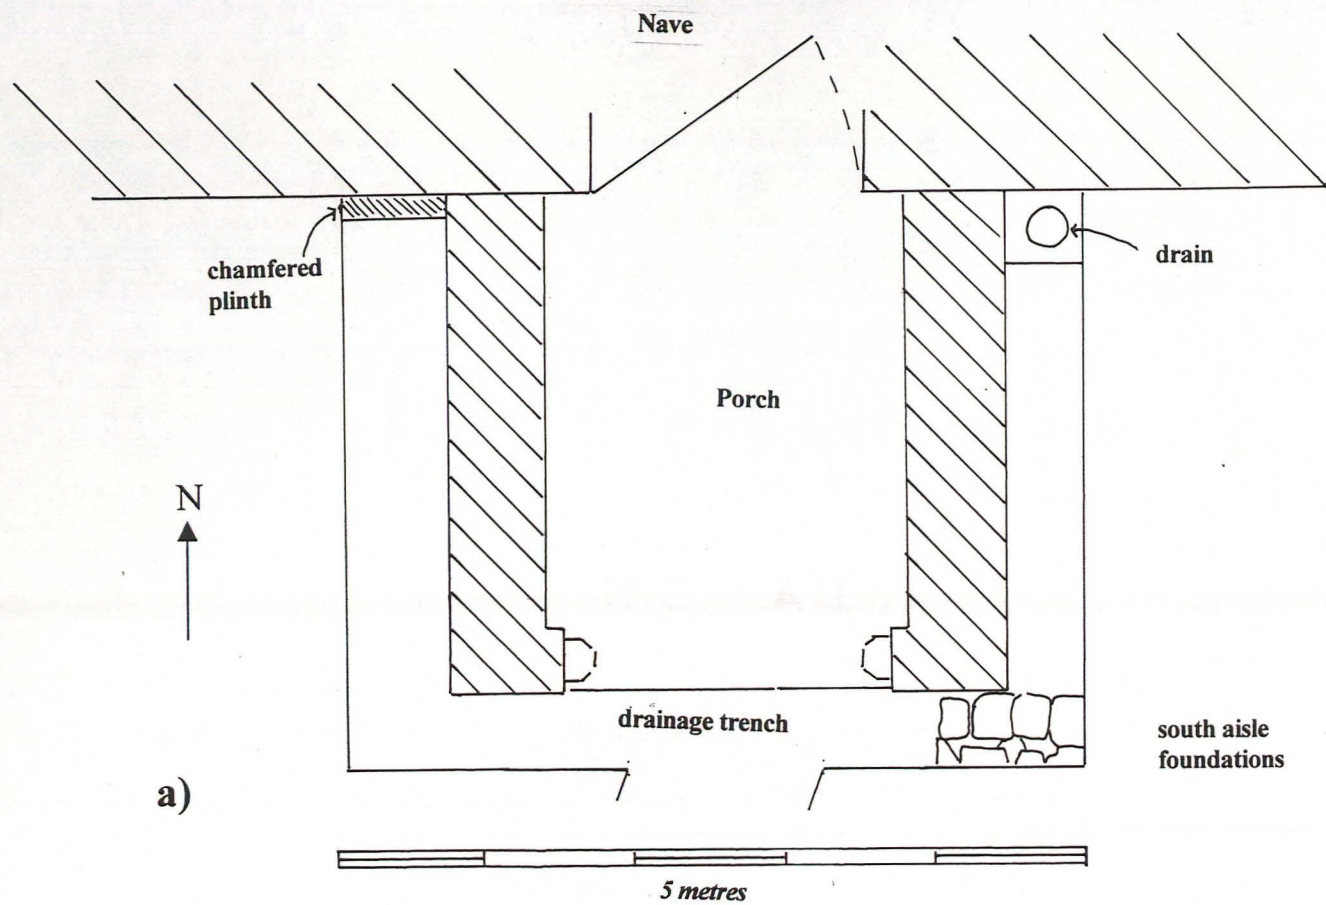 Nave
chamfered
plinth
drain
Porch
N
drainage trench
south aisle
foundations
a)
5 metres